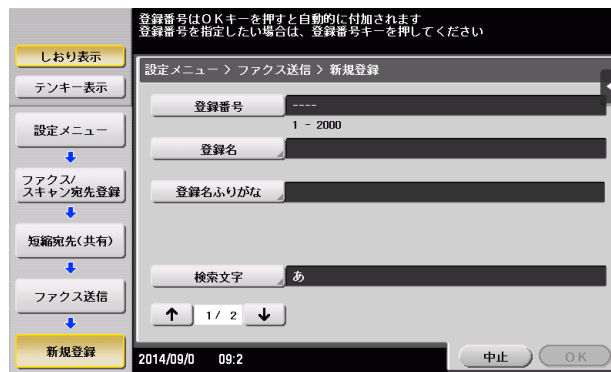 登録番号はOKキーを押すと自動的に付加されます
登録番号を指定したい場合は、登録番号キーを押してください
しおり表示
テンキー表示
設定メニュー
ファクス/
スキャン宛先登録
短縮宛先(共有)
ファクス送信
新規登録
設定メニュー > ファクス送信 > 新規登録
登録番号 ----
1 - 2000
登録名
登録名ふりがな
検索文字 あ
↑ 1/ 2 ↓
2014/09/0 09:2
中止 OK